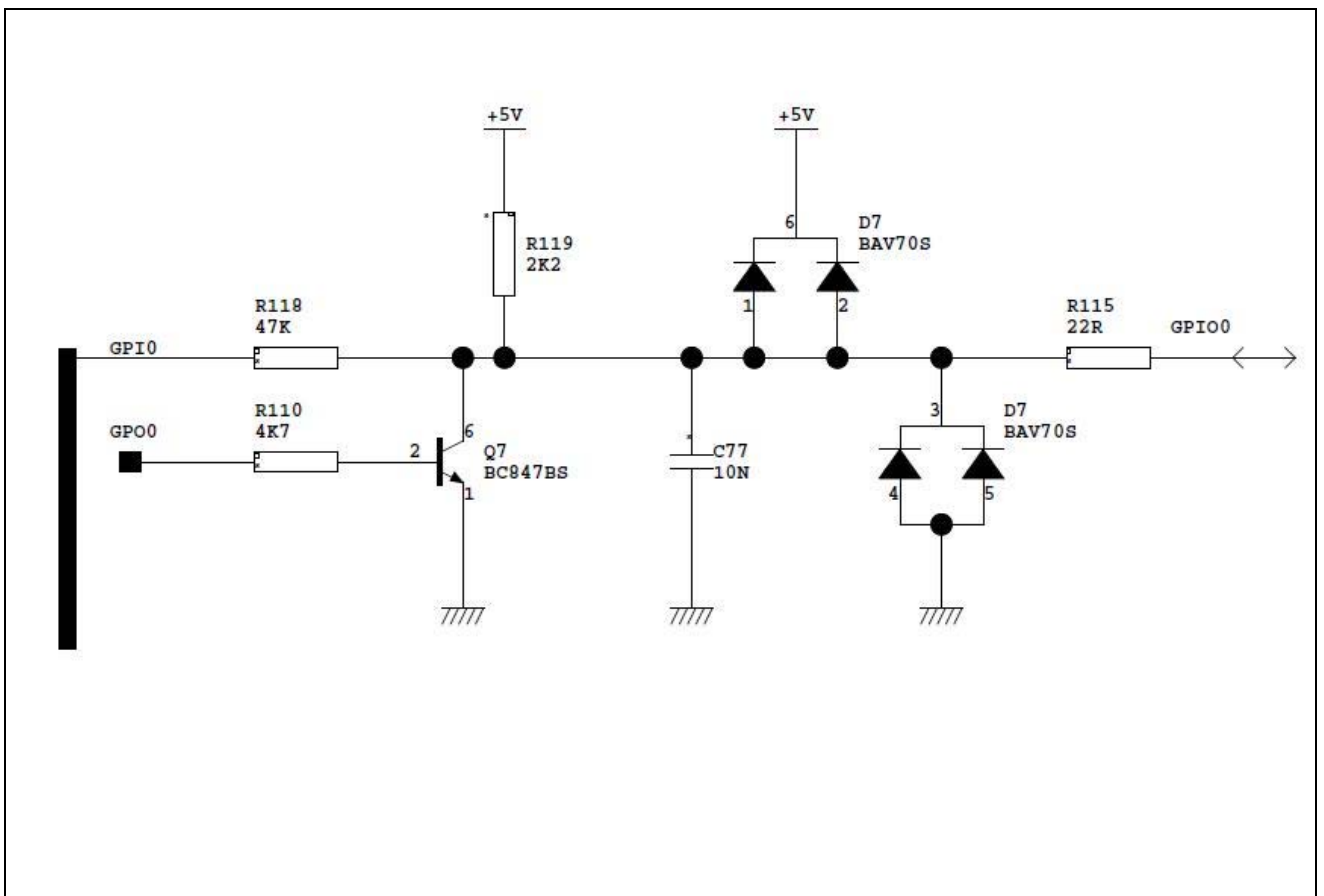 +5V
+5V
6
D7
BAV70S
R119
2K2
1
2
R118
47K
R115
22R
GPIO0
GPI0
R110
4K7
GPO0
2
6
Q7
BC847BS
1
C77
10N
3
D7
BAV70S
4
5